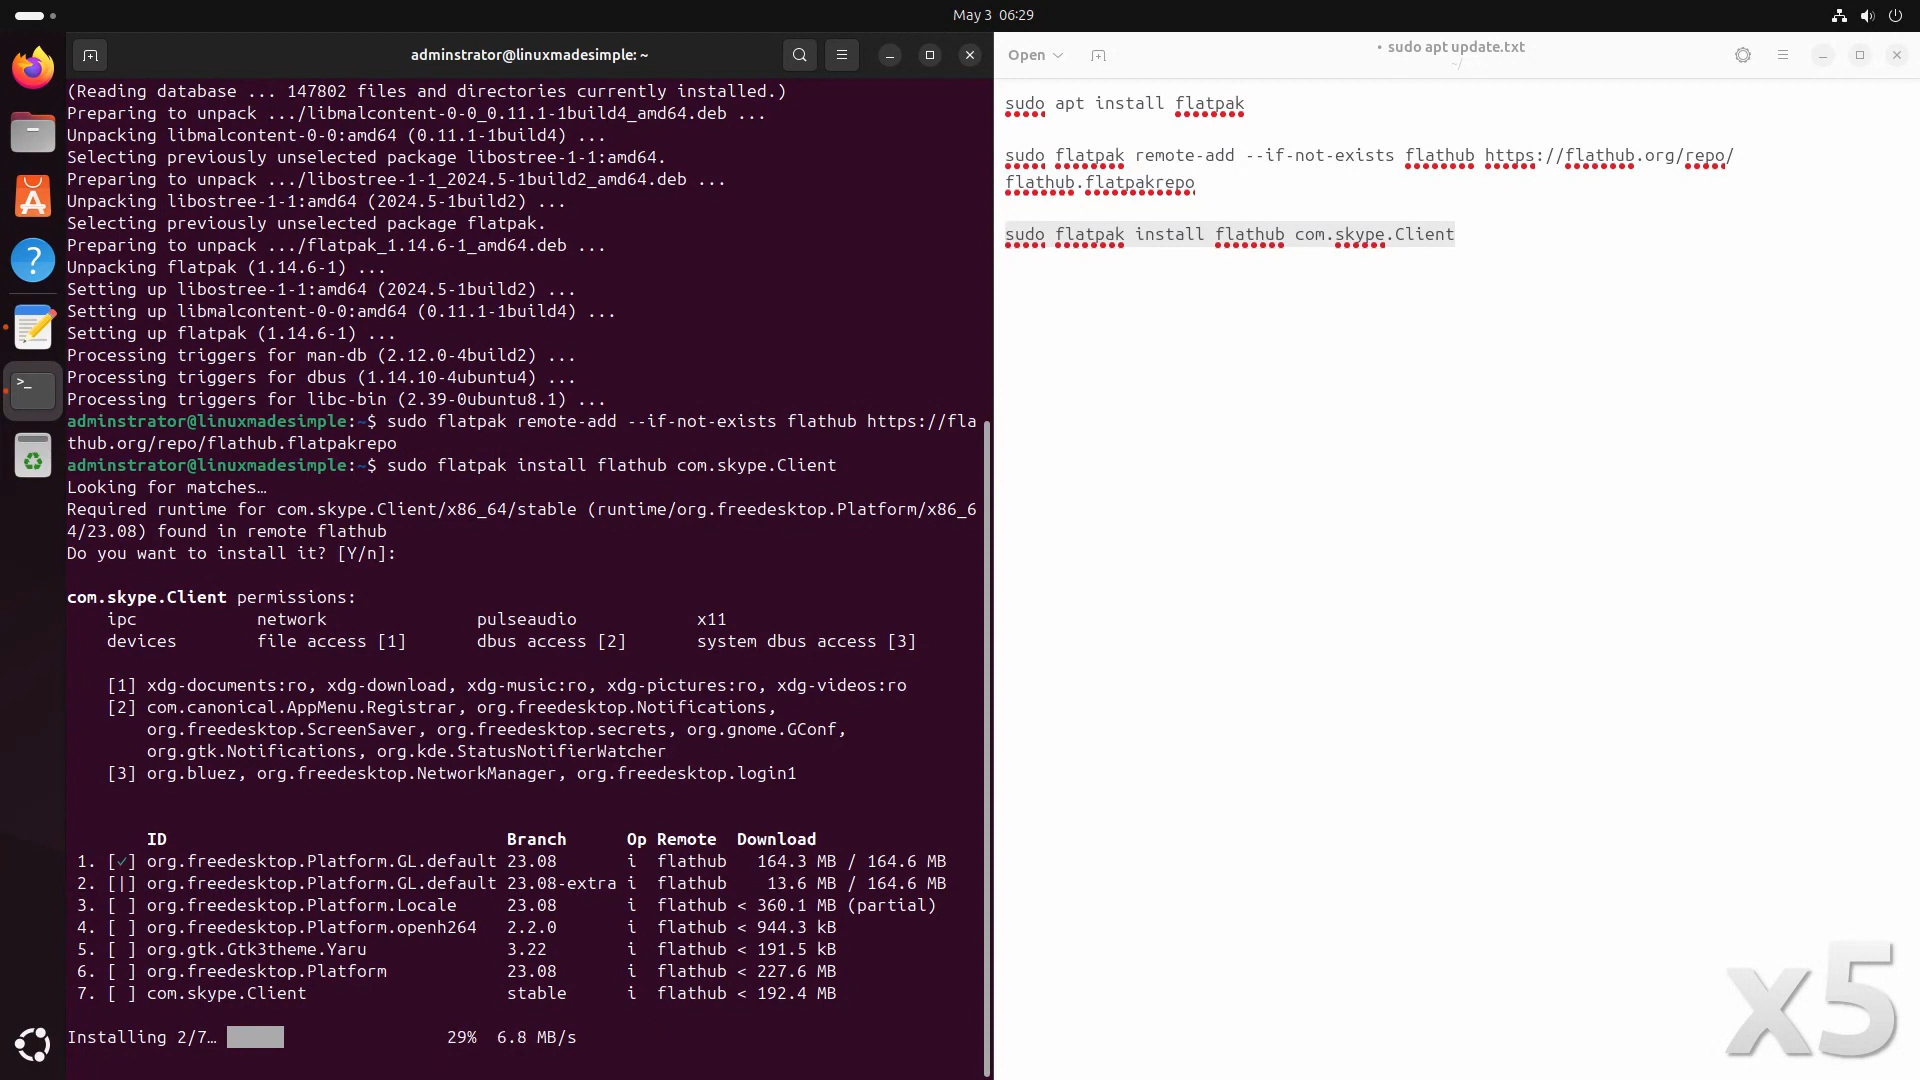 May 3 06:29
adminstrator@linuxmadesimple: ~
(Reading database ... 147802 files and directories currently installed.)
Preparing to unpack .../libmalcontent-0-0_0.11.1-1build4_amd64.deb ...
Unpacking libmalcontent-0-0:amd64 (0.11.1-1build4) ...
Selecting previously unselected package libostree-1-1:amd64.
Preparing to unpack .../libostree-1-1_2024.5-1build2_amd64.deb ...
Unpacking libostree-1-1:amd64 (2024.5-1build2) ...
Selecting previously unselected package flatpak.
Preparing to unpack .../flatpak_1.14.6-1_amd64.deb ...
Unpacking flatpak (1.14.6-1) ...
Setting up libostree-1-1:amd64 (2024.5-1build2) ...
Setting up libmalcontent-0-0:amd64 (0.11.1-1build4) ...
Setting up flatpak (1.14.6-1) ...
Processing triggers for man-db (2.12.0-4build2) ...
Processing triggers for dbus (1.14.10-4ubuntu4) ...
Processing triggers for libc-bin (2.39-0ubuntu8.1) ...
adminstrator@linuxmadesimple:~$ sudo flatpak remote-add --if-not-exists flathub https://fla
thub.org/repo/flathub.flatpakrepo
adminstrator@linuxmadesimple:~$ sudo flatpak install flathub com.skype.Client
Looking for matches…
Required runtime for com.skype.Client/x86_64/stable (runtime/org.freedesktop.Platform/x86_6
4/23.08) found in remote flathub
Do you want to install it? [Y/n]:
com.skype.Client permissions:
ipc network pulseaudio x11
devices file access [1] dbus access [2] system dbus access [3]
[1] xdg-documents:ro, xdg-download, xdg-music:ro, xdg-pictures:ro, xdg-videos:ro
[2] com.canonical.AppMenu.Registrar, org.freedesktop.Notifications,
org.freedesktop.ScreenSaver, org.freedesktop.secrets, org.gnome.GConf,
org.gtk.Notifications, org.kde.StatusNotifierWatcher
[3] org.bluez, org.freedesktop.NetworkManager, org.freedesktop.login1
ID Branch Op Remote Download
1. [✓] org.freedesktop.Platform.GL.default 23.08 i flathub 164.3 MB / 164.6 MB
2. [|] org.freedesktop.Platform.GL.default 23.08-extra i flathub 13.6 MB / 164.6 MB
3. [ ] org.freedesktop.Platform.Locale 23.08 i flathub < 360.1 MB (partial)
4. [ ] org.freedesktop.Platform.openh264 2.2.0 i flathub < 944.3 kB
5. [ ] org.gtk.Gtk3theme.Yaru 3.22 i flathub < 191.5 kB
6. [ ] org.freedesktop.Platform 23.08 i flathub < 227.6 MB
7. [ ] com.skype.Client stable i flathub < 192.4 MB
Installing 2/7… 29% 6.8 MB/s
Open
• sudo apt update.txt
~/
sudo apt install flatpak
sudo flatpak remote-add --if-not-exists flathub https://flathub.org/repo/
flathub.flatpakrepo
sudo flatpak install flathub com.skype.Client
x5